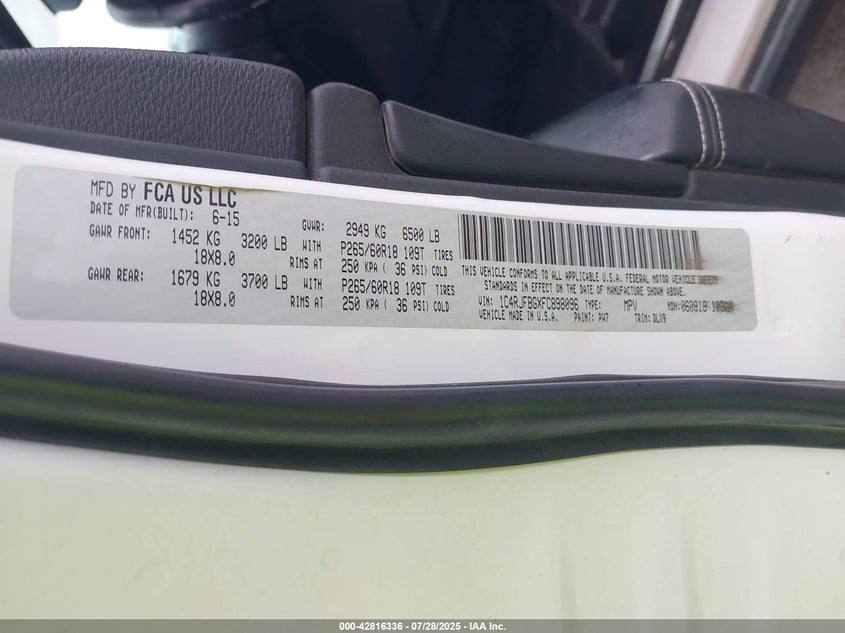 MFD BY FCA US LLC
DATE OF MFR(BUILT): 6-15 GVWR: 2949 KG 6500 LB
GAWR FRONT: 1452 KG 3200 LB WITH P265/60R18 109T TIRES
18X8.0 RIMS AT 250 KPA ( 36 PSI) COLD
GAWR REAR: 1679 KG 3700 LB WITH P265/60R18 109T TIRES
18X8.0 RIMS AT 250 KPA ( 36 PSI) COLD
THIS VEHICLE CONFORMS TO ALL APPLICABLE U.S.A. FEDERAL MOTOR VEHICLE SAFETY
STANDARDS IN EFFECT ON THE DATE OF MANUFACTURE SHOWN ABOVE.
VIN: 1C4RJFBGXFC898096 TYPE: MPV MDH:
VEHICLE MADE IN U.S.A. PAINT: PW7 TRIM: DLX9
000-42816336 / 07/28/2025 - IAA Inc.